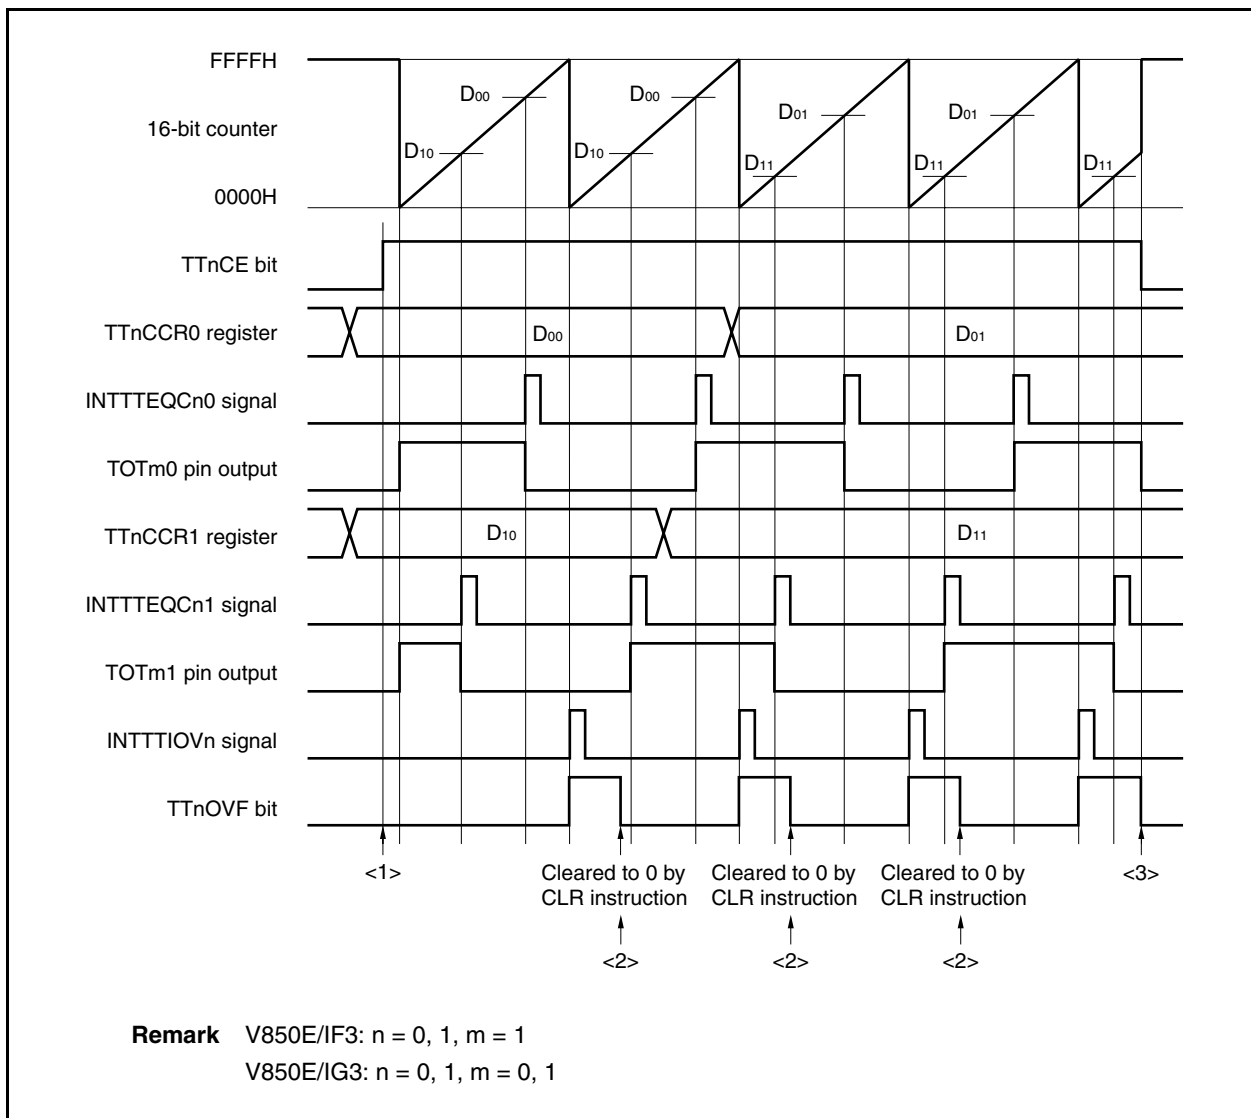 FFFFH
D00 D00
D01 D01
16-bit counter
D10 D10
D11 D11 D11
0000H
TTnCE bit
TTnCCR0 register D00 D01
INTTTEQCn0 signal
TOTm0 pin output
TTnCCR1 register D10 D11
INTTTEQCn1 signal
TOTm1 pin output
INTTTIOVn signal
TTnOVF bit
<1> Cleared to 0 by Cleared to 0 by Cleared to 0 by <3>
CLR instruction CLR instruction CLR instruction
<2> <2> <2>
Remark V850E/IF3: n = 0, 1, m = 1
V850E/IG3: n = 0, 1, m = 0, 1